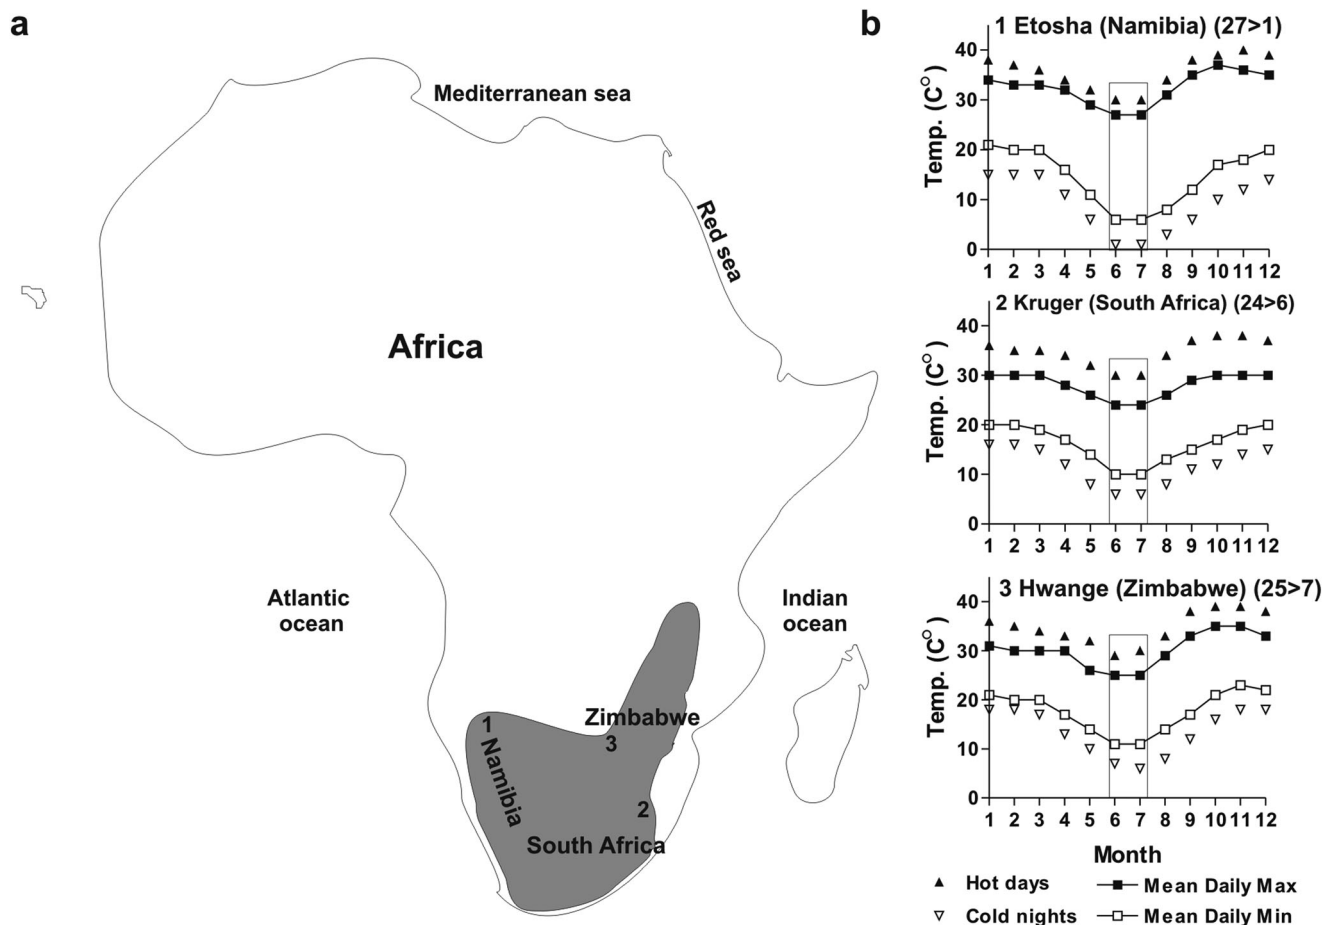 a
Mediterranean sea
Red sea
Africa
Atlantic
ocean
Indian
ocean
Zimbabwe
1
3
Namibia
2
South Africa
b
1 Etosha (Namibia) (27>1)
Temp. (C°)
40
30
20
10
0
1 2 3 4 5 6 7 8 9 10 11 12
2 Kruger (South Africa) (24>6)
Temp. (C°)
40
30
20
10
0
1 2 3 4 5 6 7 8 9 10 11 12
3 Hwange (Zimbabwe) (25>7)
Temp. (C°)
40
30
20
10
0
1 2 3 4 5 6 7 8 9 10 11 12
Month
Hot days
Mean Daily Max
Cold nights
Mean Daily Min